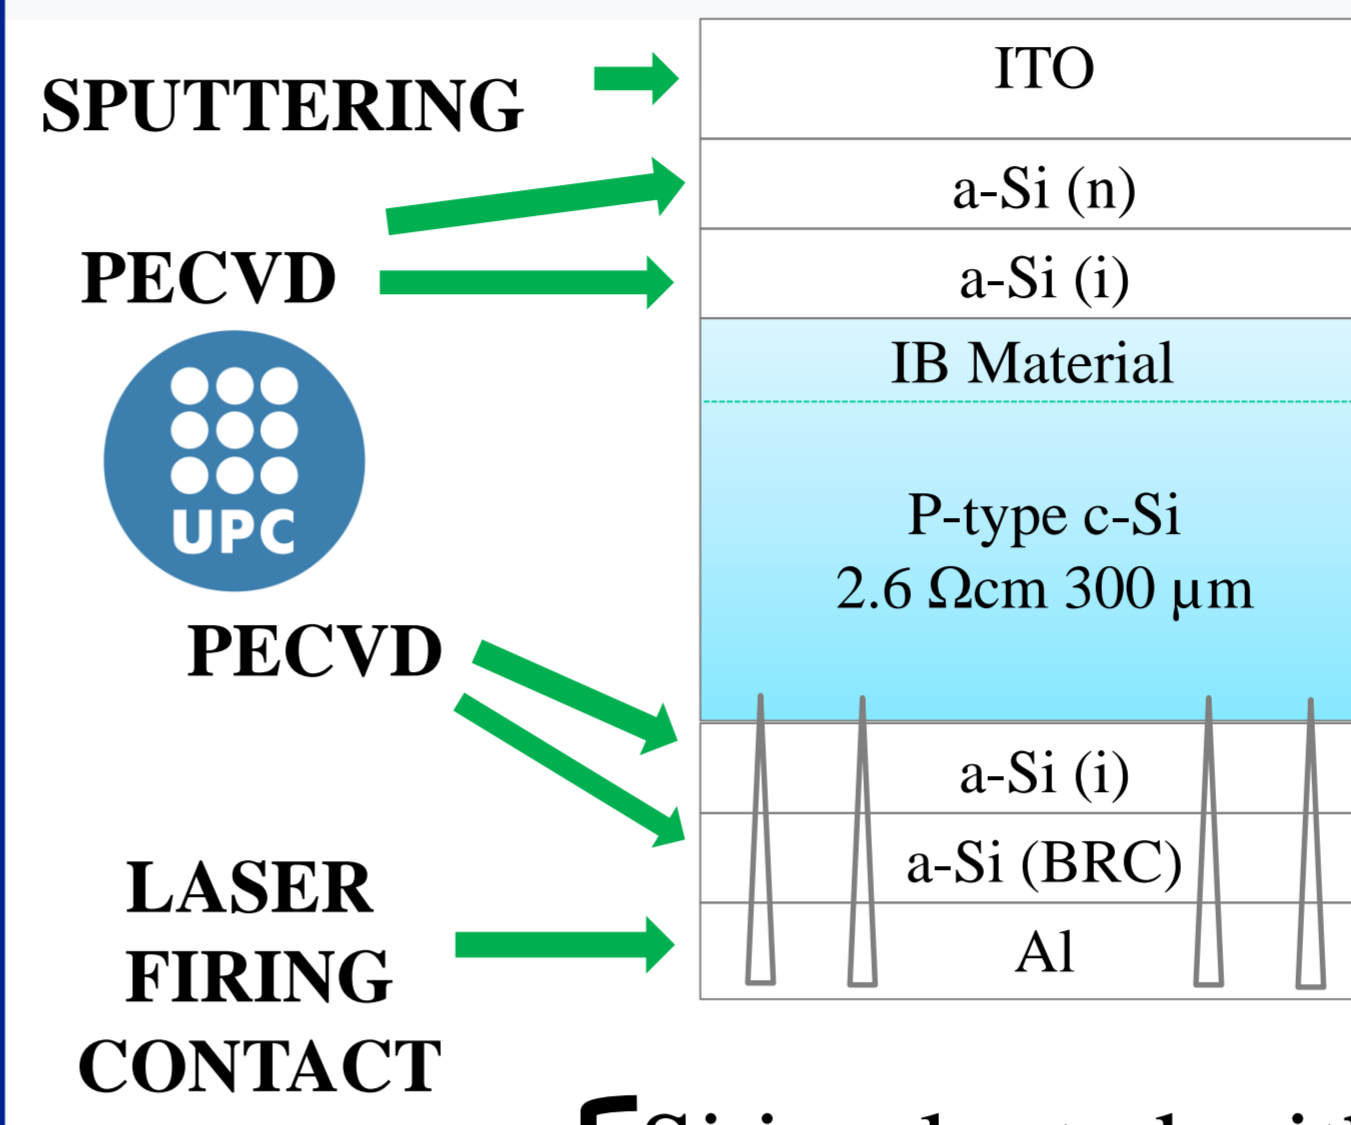 SPUTTERING
ITO
a-Si (n)
PECVD
a-Si (i)
IB Material
UPC
P-type c-Si
2.6 Ωcm 300 μm
PECVD
a-Si (i)
a-Si (BRC)
LASER
FIRING
CONTACT
Al